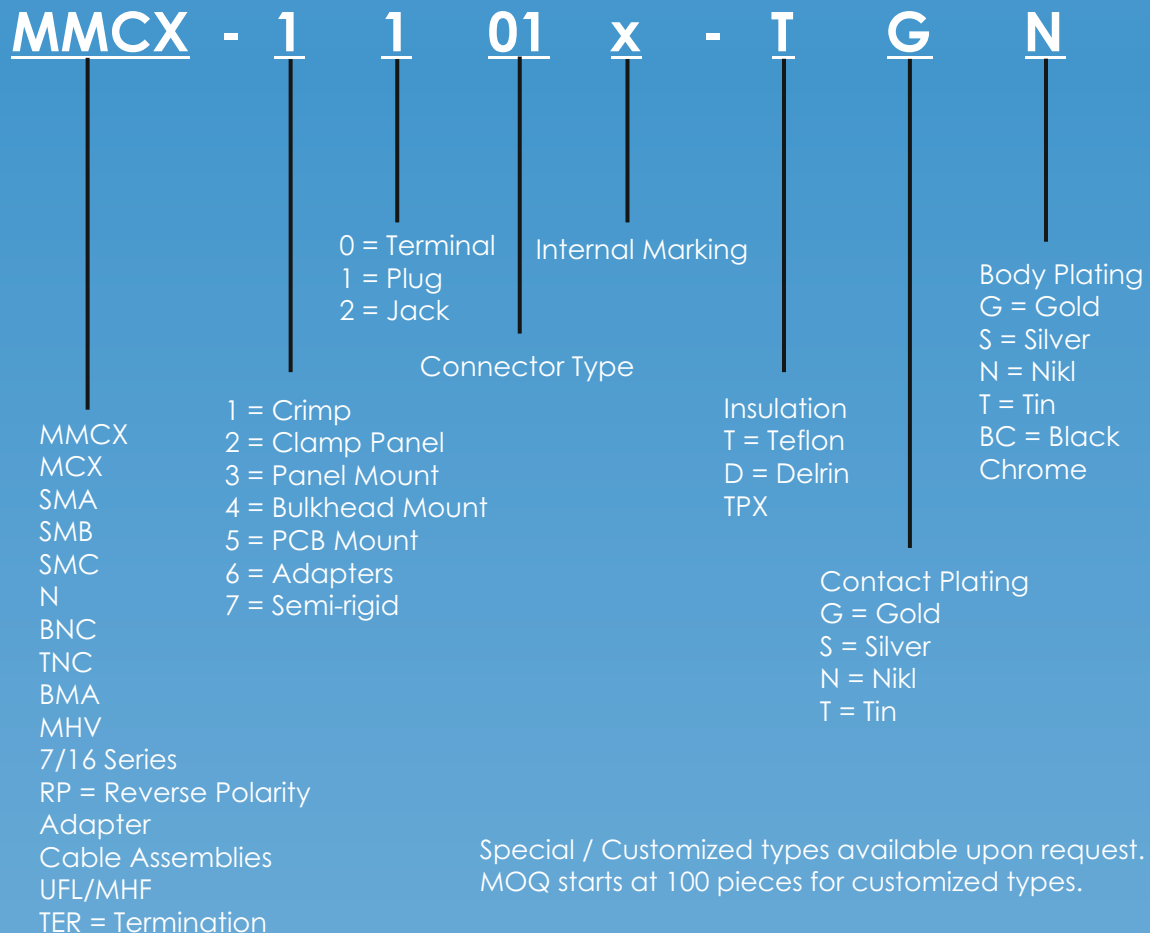 MMCX - 1 1 01 x - T G N
0 = Terminal
1 = Plug
2 = Jack
Internal Marking
Connector Type
Body Plating
G = Gold
S = Silver
N = Nikl
T = Tin
BC = Black
Chrome
1 = Crimp
2 = Clamp Panel
3 = Panel Mount
4 = Bulkhead Mount
5 = PCB Mount
6 = Adapters
7 = Semi-rigid
Insulation
T = Teflon
D = Delrin
TPX
MMCX
MCX
SMA
SMB
SMC
N
BNC
TNC
BMA
MHV
7/16 Series
RP = Reverse Polarity
Adapter
Cable Assemblies
UFL/MHF
TER = Termination
Contact Plating
G = Gold
S = Silver
N = Nikl
T = Tin
Special / Customized types available upon request.
MOQ starts at 100 pieces for customized types.